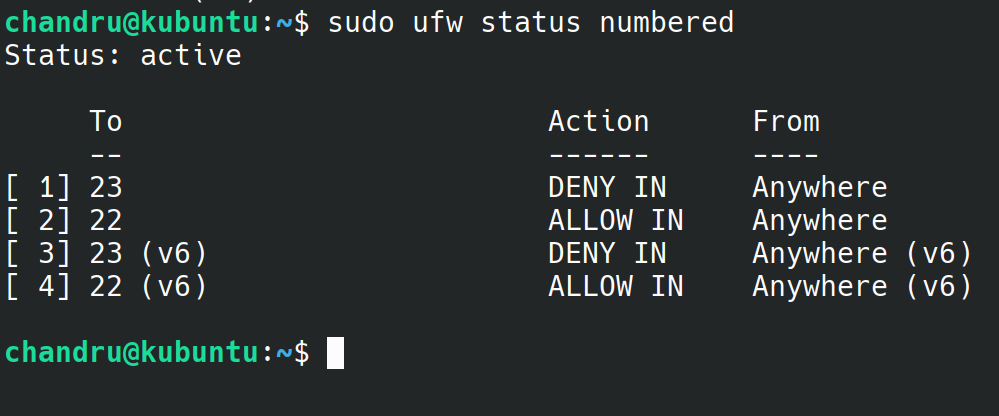 chandru@kubuntu:~$ sudo ufw status numbered
Status: active
To Action From
-- ------ ----
[ 1] 23 DENY IN Anywhere
[ 2] 22 ALLOW IN Anywhere
[ 3] 23 (v6) DENY IN Anywhere (v6)
[ 4] 22 (v6) ALLOW IN Anywhere (v6)
chandru@kubuntu:~$